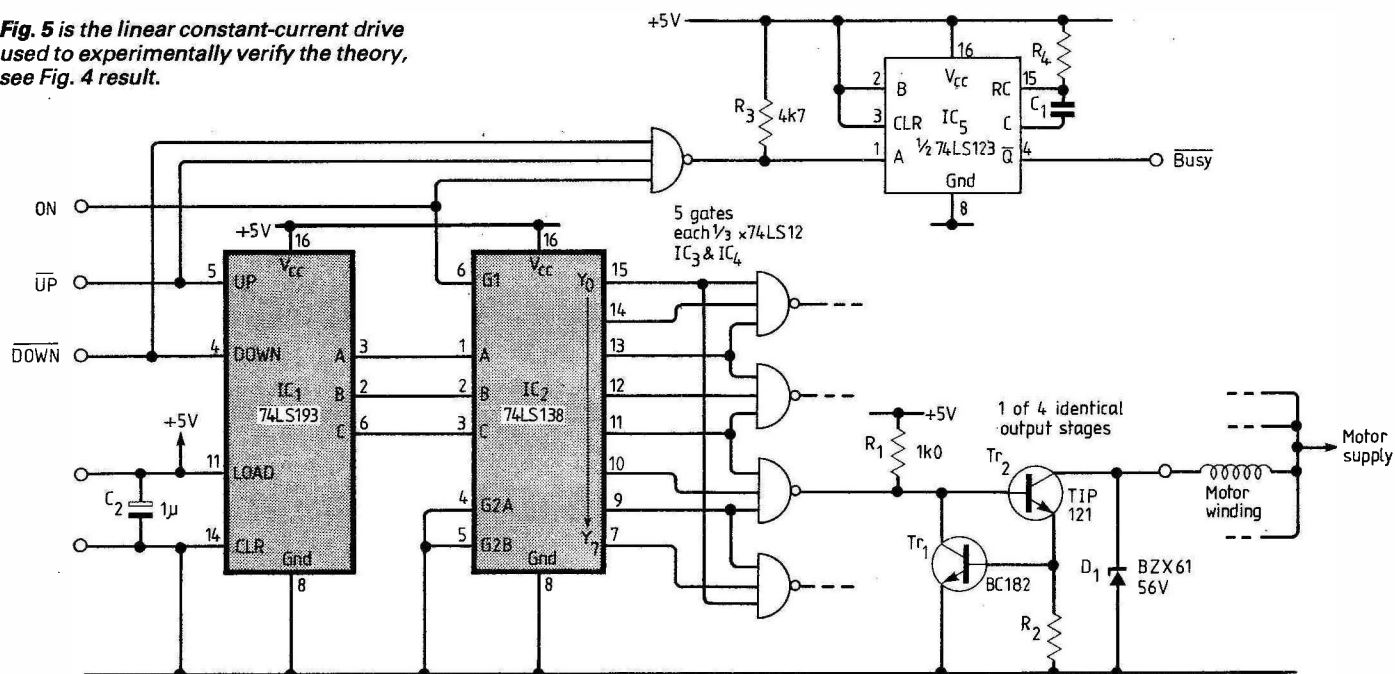 Fig. 5 is the linear constant-current drive
used to experimentally verify the theory,
see Fig. 4 result.
+5V
16
VCC
R4
2
B
RC
15
C1
3
CLR
IC5
C
R3
4k7
½ 74LS123
1
A
Q̅
4
B̅u̅s̅y̅
Gnd
8
ON
+5V
16
VCC
16
VCC
5 gates
each ⅓ x74LS12
IC3 & IC4
U̅P̅
5
UP
6
G1
Y0
15
14
D̅O̅W̅N̅
4
DOWN
A
3
1
A
13
IC1
B
2
2
B
IC2
12
74LS193
74LS138
C
6
3
C
11
+5V
11
LOAD
10
C2
1μ
4
G2A
9
14
CLR
5
G2B
Y7
7
Gnd
8
Gnd
8
+5V
R1
1k0
1 of 4 identical
output stages
Tr2
TIP
121
Motor
winding
Motor
supply
Tr1
BC182
D1
BZX61
56V
R2